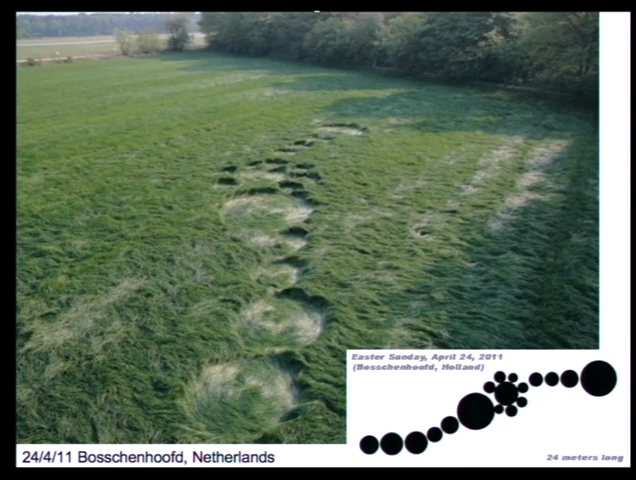 Easter Sunday, April 24, 2011
(Bosschenhoofd, Holland)
24 meters long
24/4/11 Bosschenhoofd, Netherlands